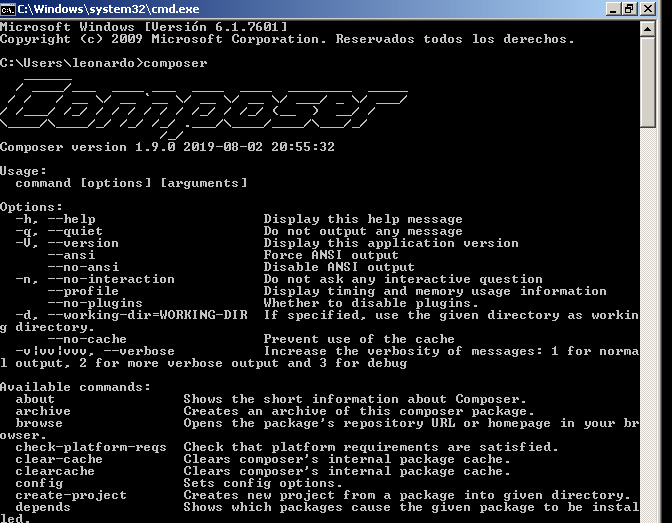 C:\Windows\system32\cmd.exe
Microsoft Windows [Versión 6.1.7601]
Copyright (c) 2009 Microsoft Corporation. Reservados todos los derechos.
C:\Users\leonardo>composer
Composer
Composer version 1.9.0 2019-08-02 20:55:32
Usage:
command [options] [arguments]
Options:
-h, --help Display this help message
-q, --quiet Do not output any message
-V, --version Display this application version
--ansi Force ANSI output
--no-ansi Disable ANSI output
-n, --no-interaction Do not ask any interactive question
--profile Display timing and memory usage information
--no-plugins Whether to disable plugins.
-d, --working-dir=WORKING-DIR If specified, use the given directory as workin
g directory.
--no-cache Prevent use of the cache
-v|vv|vvv, --verbose Increase the verbosity of messages: 1 for norma
l output, 2 for more verbose output and 3 for debug
Available commands:
about Shows the short information about Composer.
archive Creates an archive of this composer package.
browse Opens the package's repository URL or homepage in your br
owser.
check-platform-reqs Check that platform requirements are satisfied.
clear-cache Clears composer's internal package cache.
clearcache Clears composer's internal package cache.
config Sets config options.
create-project Creates new project from a package into given directory.
depends Shows which packages cause the given package to be instal
led.